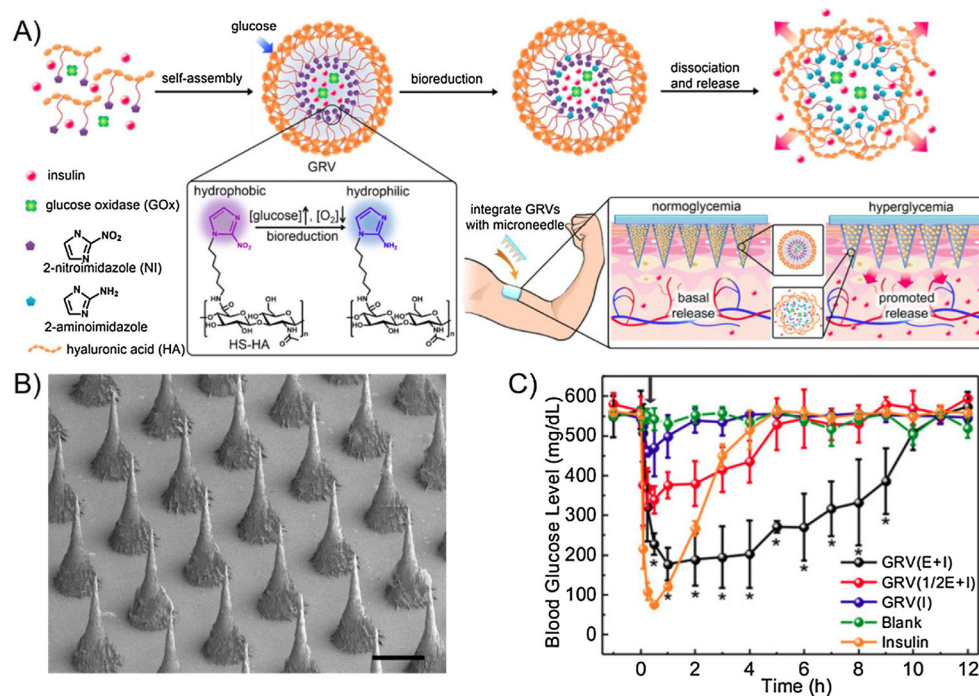 A)
glucose
self-assembly
bioreduction
dissociation
and release
GRV
insulin
glucose oxidase (GOx)
NO₂
2-nitroimidazole (NI)
NH₂
2-aminoimidazole
hyaluronic acid (HA)
hydrophobic
hydrophilic
[glucose]↑, [O₂]↓
bioreduction
HS-HA
integrate GRVs
with microneedle
normoglycemia
hyperglycemia
basal
release
promoted
release
B)
C)
Blood Glucose Level (mg/dL)
600
500
400
300
200
100
0
* * * * * * * * * *
GRV(E+I)
GRV(1/2E+I)
GRV(I)
Blank
Insulin
0 2 4 6 8 10 12
Time (h)